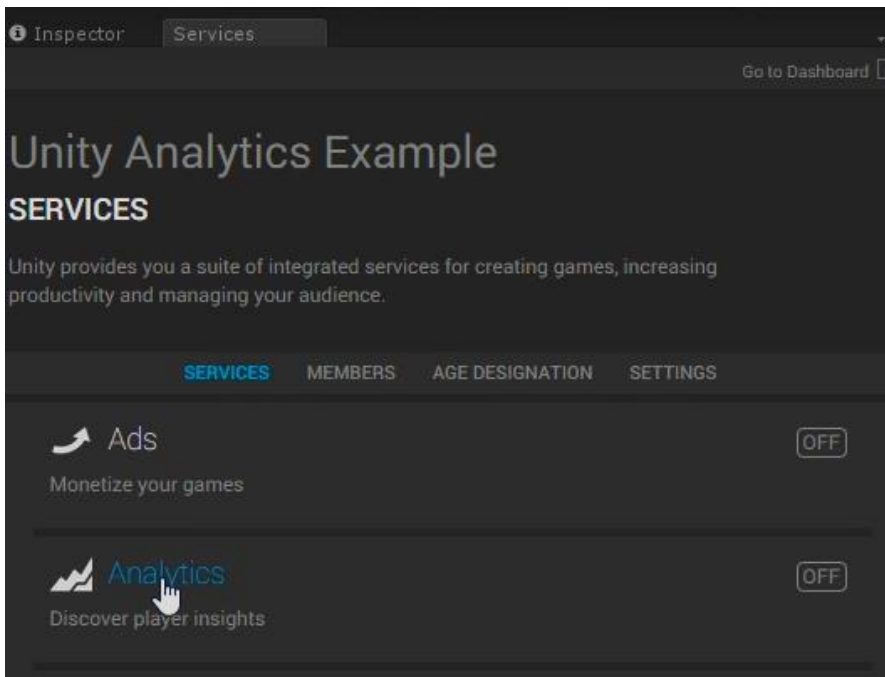 Inspector
Services
Go to Dashboard
Unity Analytics Example
SERVICES
Unity provides you a suite of integrated services for creating games, increasing
productivity and managing your audience.
SERVICES MEMBERS AGE DESIGNATION SETTINGS
Ads
OFF
Monetize your games
Analytics
OFF
Discover player insights